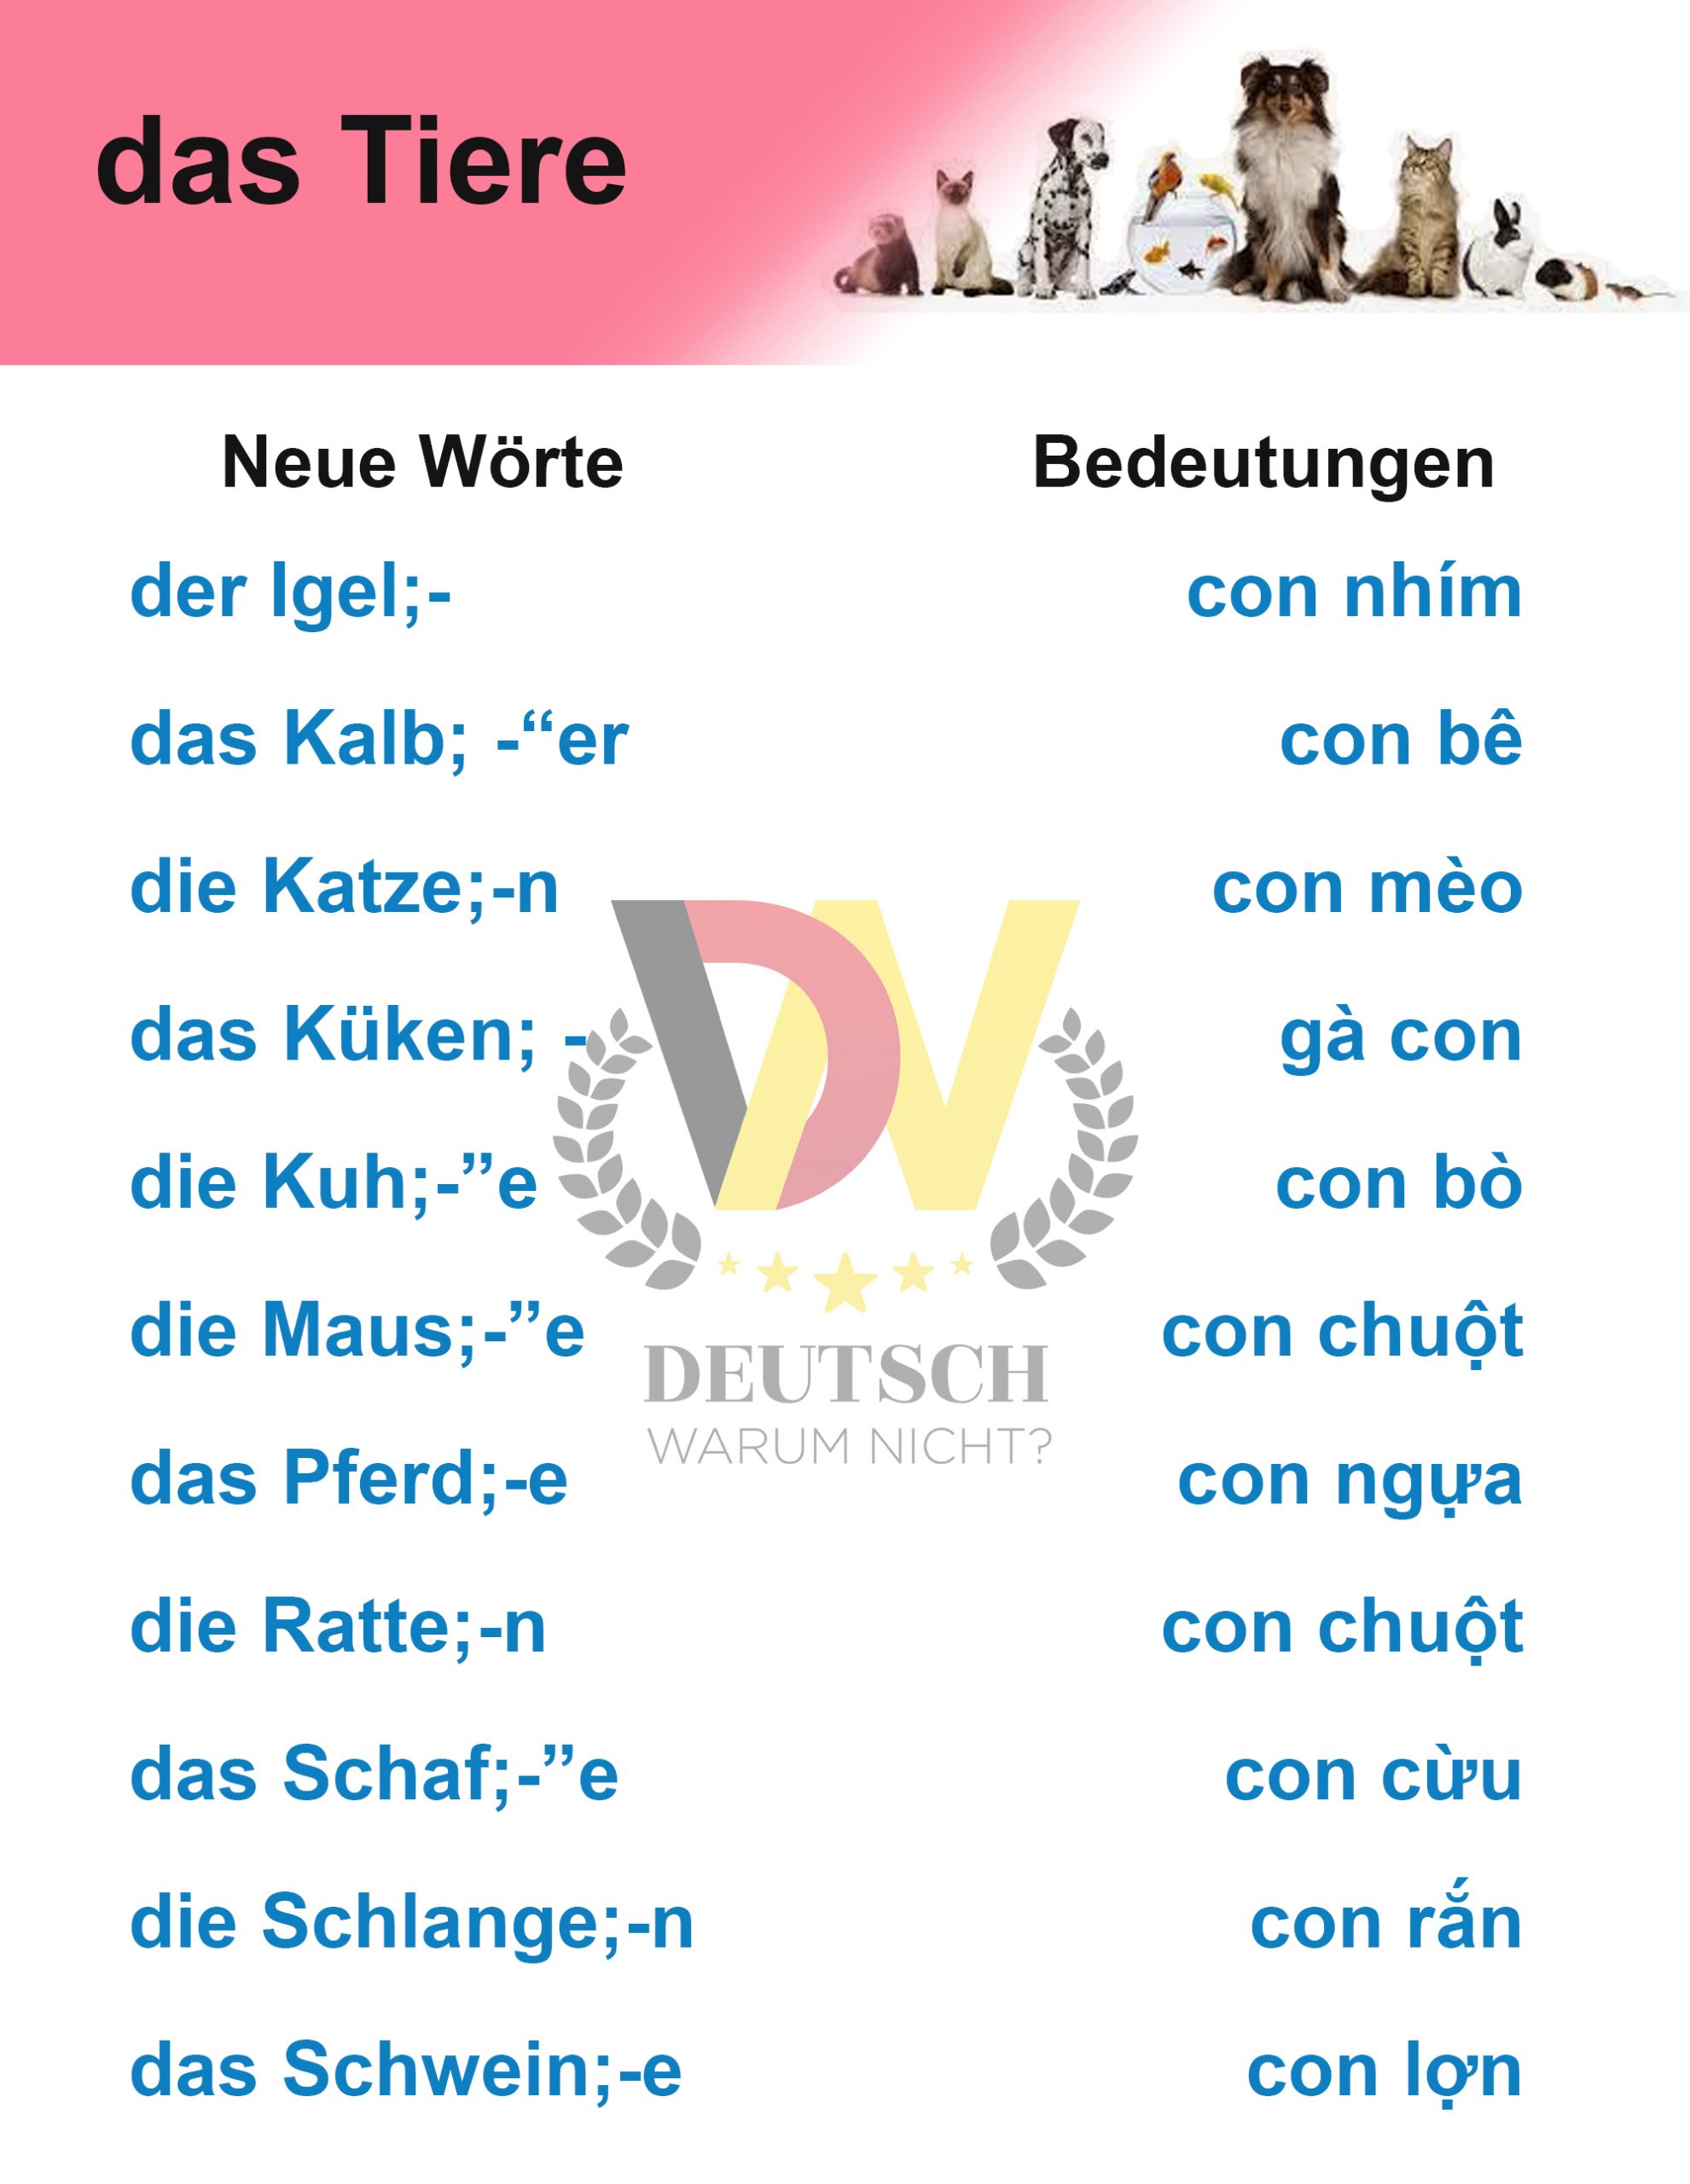 das Tiere
Neue Wörte Bedeutungen
der Igel;- con nhím
das Kalb; -“er con bê
die Katze;-n con mèo
das Küken; - gà con
die Kuh;-”e con bò
die Maus;-”e con chuột
DEUTSCH
WARUM NICHT?
das Pferd;-e con ngựa
die Ratte;-n con chuột
das Schaf;-”e con cừu
die Schlange;-n con rắn
das Schwein;-e con lợn